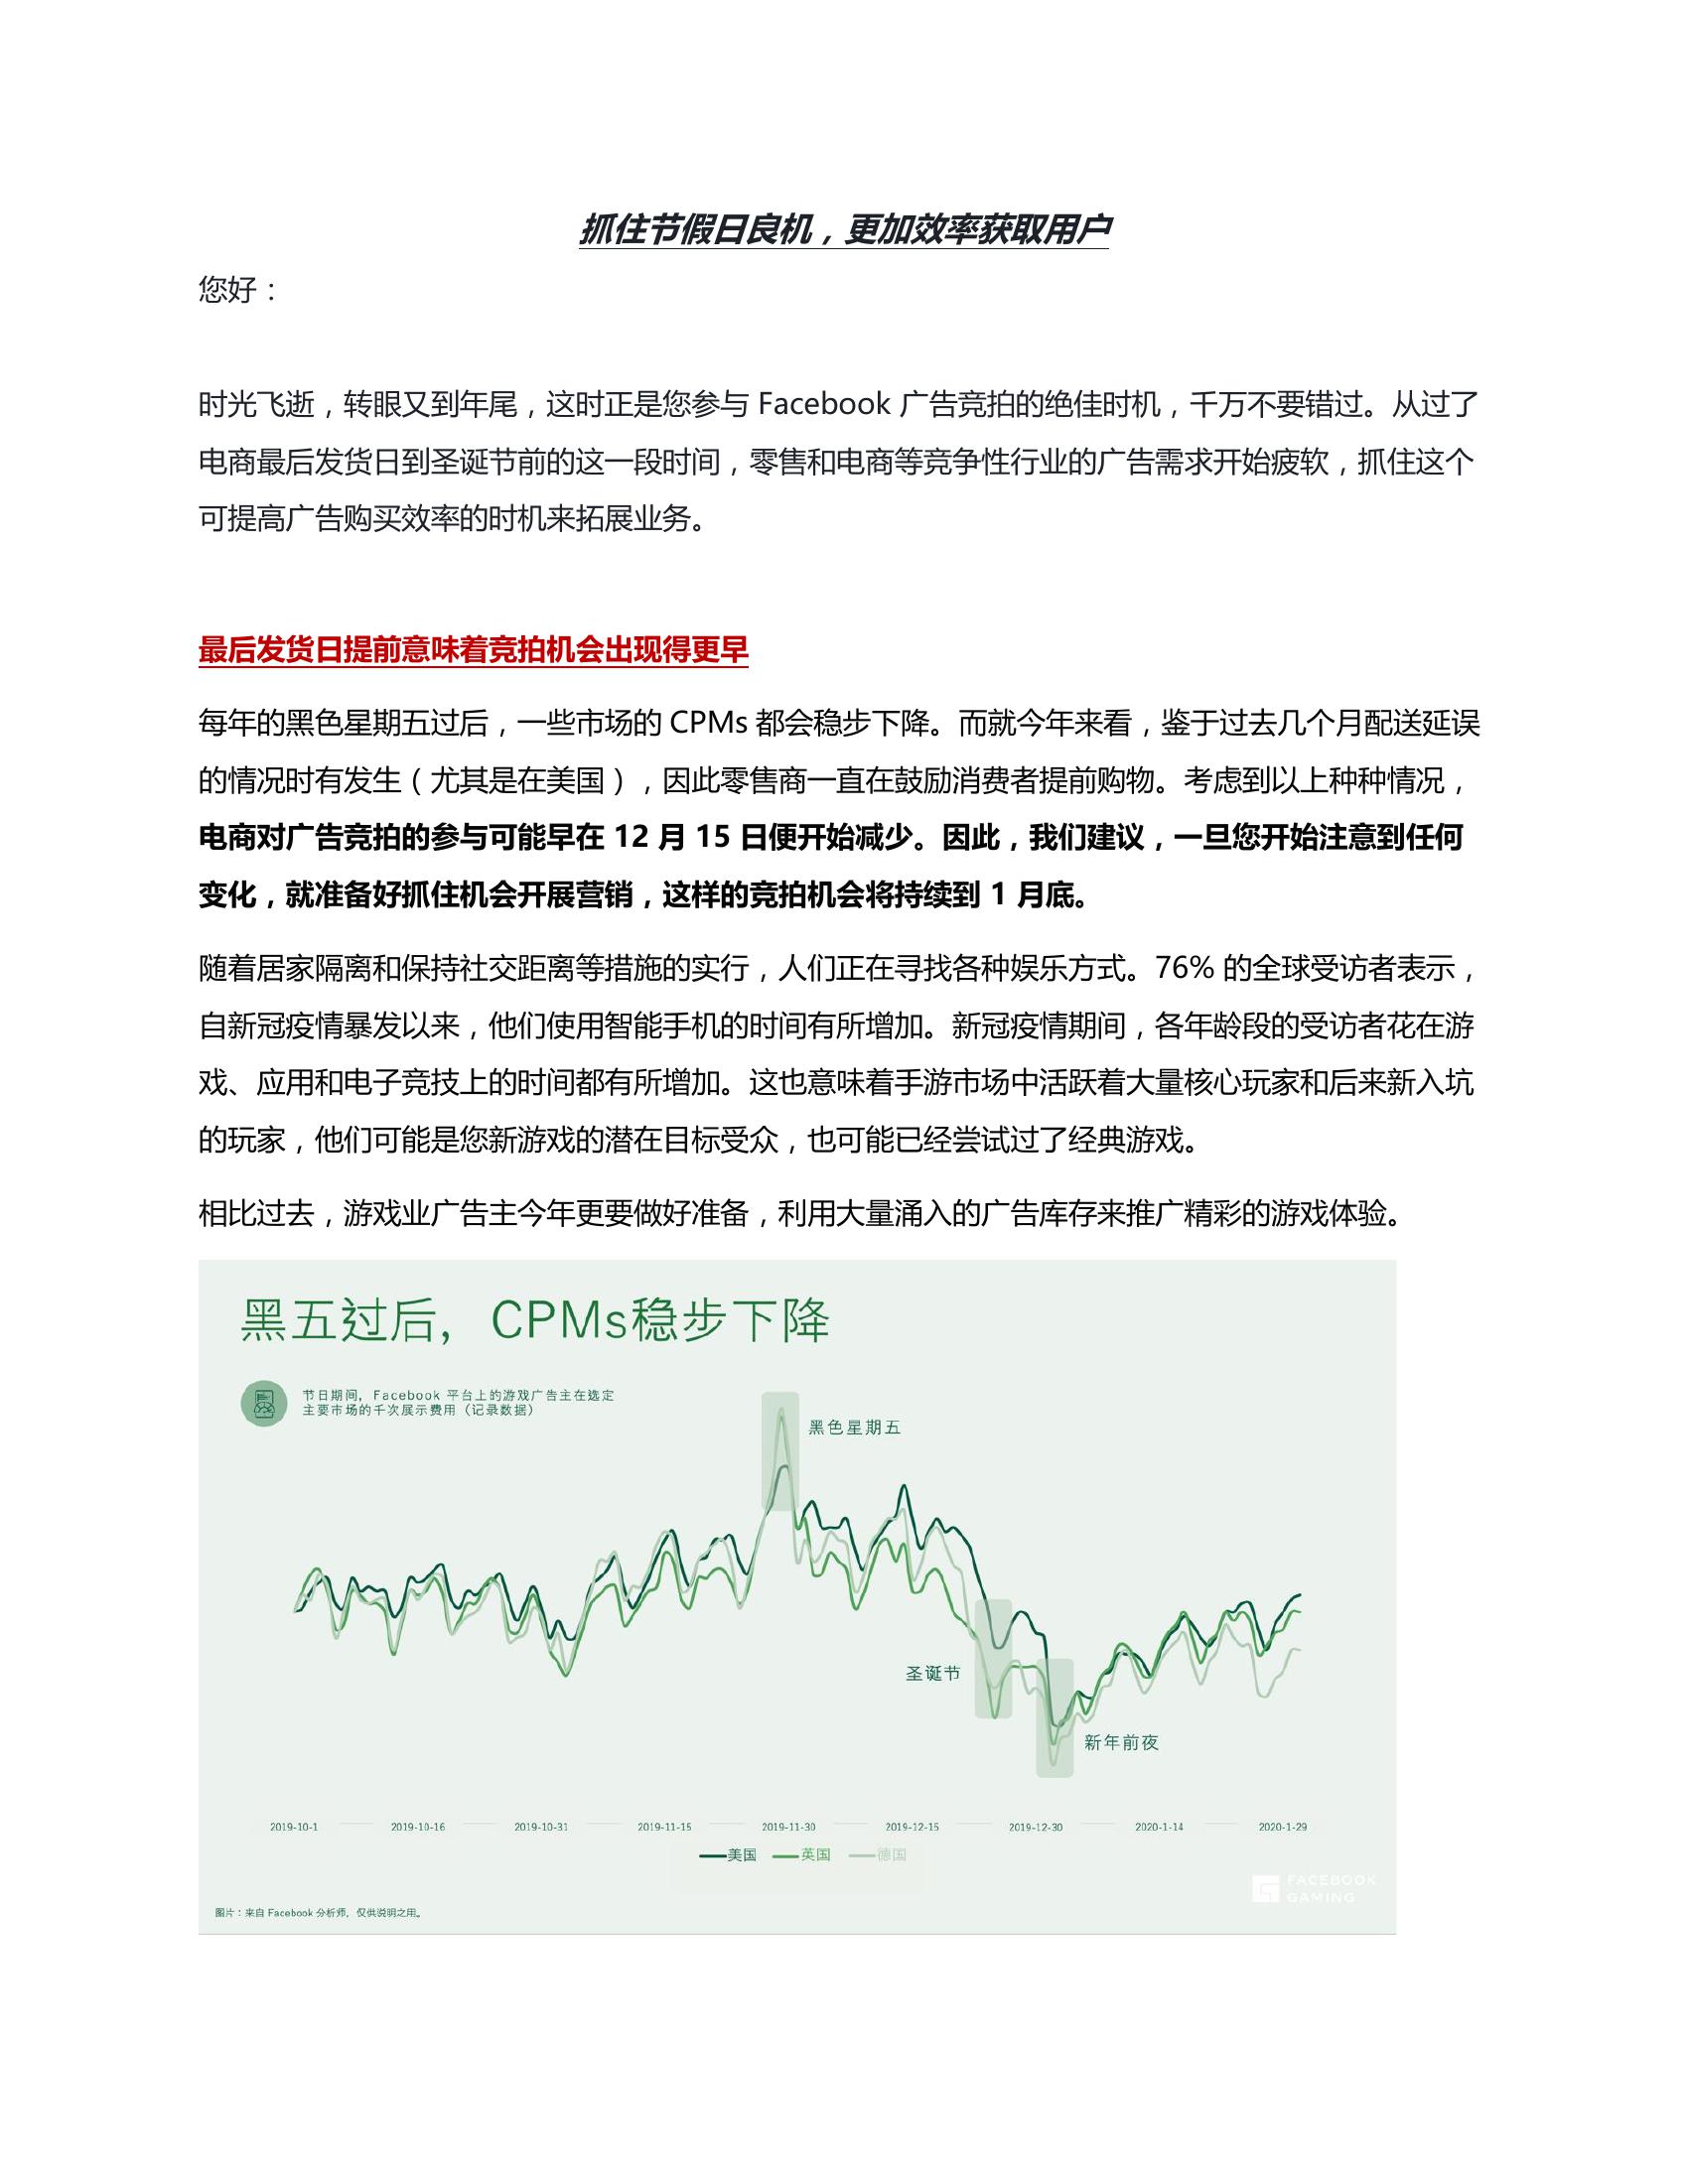 抓住节假日良机，更加效率获取用户
您好：
时光飞逝，转眼又到年尾，这时正是您参与 Facebook 广告竞拍的绝佳时机，千万不要错过。从过了
电商最后发货日到圣诞节前的这一段时间，零售和电商等竞争性行业的广告需求开始疲软，抓住这个
可提高广告购买效率的时机来拓展业务。
最后发货日提前意味着竞拍机会出现得更早
每年的黑色星期五过后，一些市场的 CPMs 都会稳步下降。而就今年来看，鉴于过去几个月配送延误
的情况时有发生（尤其是在美国），因此零售商一直在鼓励消费者提前购物。考虑到以上种种情况，
电商对广告竞拍的参与可能早在 12 月 15 日便开始减少。因此，我们建议，一旦您开始注意到任何
变化，就准备好抓住机会开展营销，这样的竞拍机会将持续到 1 月底。
随着居家隔离和保持社交距离等措施的实行，人们正在寻找各种娱乐方式。76% 的全球受访者表示，
自新冠疫情暴发以来，他们使用智能手机的时间有所增加。新冠疫情期间，各年龄段的受访者花在游
戏、应用和电子竞技上的时间都有所增加。这也意味着手游市场中活跃着大量核心玩家和后来新入坑
的玩家，他们可能是您新游戏的潜在目标受众，也可能已经尝试过了经典游戏。
相比过去，游戏业广告主今年更要做好准备，利用大量涌入的广告库存来推广精彩的游戏体验。
黑五过后，CPMs稳步下降
节日期间，Facebook 平台上的游戏广告主在选定
主要市场的千次展示费用（记录数据）
黑色星期五
圣诞节
新年前夜
2019-10-1 2019-10-16 2019-10-31 2019-11-15 2019-11-30 2019-12-15 2019-12-30 2020-1-14 2020-1-29
美国 英国 德国
FACEBOOK
GAMING
图片：来自 Facebook 分析师，仅供说明之用。